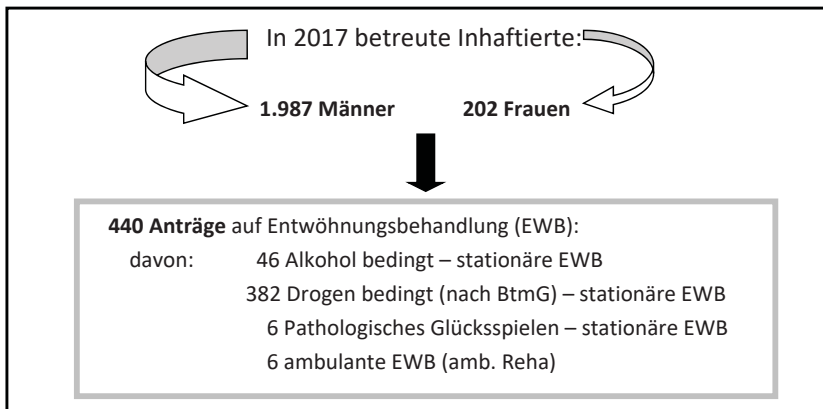 In 2017 betreute Inhaftierte:
1.987 Männer 202 Frauen
440 Anträge auf Entwöhnungsbehandlung (EWB):
davon: 46 Alkohol bedingt – stationäre EWB
382 Drogen bedingt (nach BtmG) – stationäre EWB
6 Pathologisches Glücksspielen – stationäre EWB
6 ambulante EWB (amb. Reha)